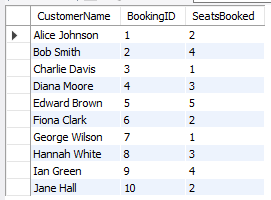 CustomerName BookingID SeatsBooked
Alice Johnson 1 2
Bob Smith 2 4
Charlie Davis 3 1
Diana Moore 4 3
Edward Brown 5 5
Fiona Clark 6 2
George Wilson 7 1
Hannah White 8 3
Ian Green 9 4
Jane Hall 10 2